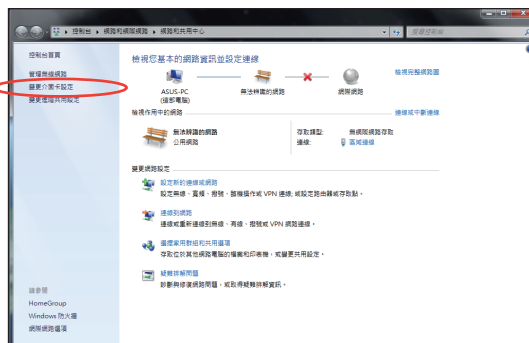 控制台 ▸ 網路和網際網路 ▸ 網路和共用中心
搜尋控制台
控制台首頁
管理無線網路
變更介面卡設定
變更進階共用設定
檢視您基本的網路資訊並設定連線
ASUS-PC
(這部電腦)
無法辨識的網路
網際網路
檢視完整網路圖
檢視作用中的網路
連線或中斷連線
無法辨識的網路
公用網路
存取類型:
無網際網路存取
連線:
區域連線
變更網路設定
設定新的連線或網路
設定無線、寬頻、撥號、臨機操作或 VPN 連線; 或設定路由器或存取點。
連線到網路
連線或重新連線到無線、有線、撥號或 VPN 網路連線。
選擇家用群組和共用選項
存取位於其他網路電腦的檔案和印表機，或變更共用設定。
疑難排解問題
診斷與修復網路問題，或取得疑難排解資訊。
請參閱
HomeGroup
Windows 防火牆
網際網路選項